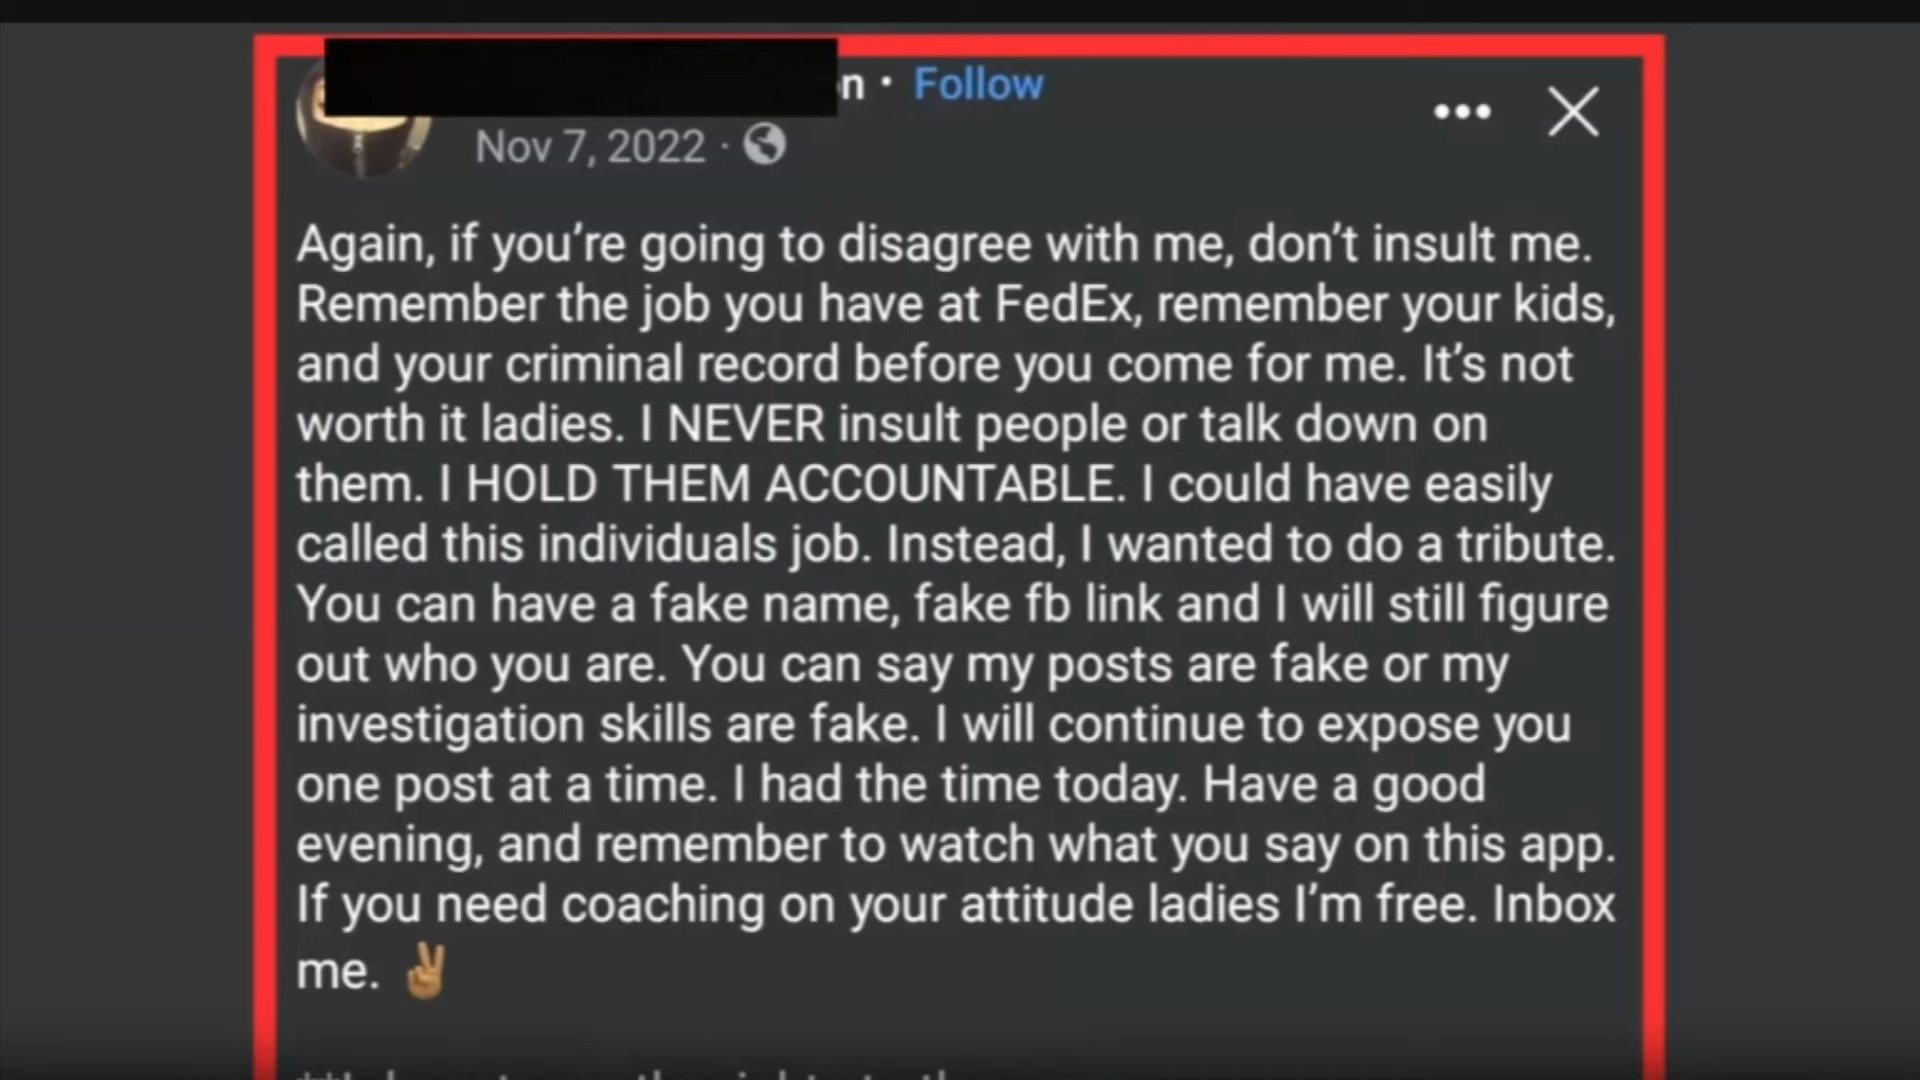 n · Follow
Nov 7, 2022 ·
Again, if you’re going to disagree with me, don’t insult me.
Remember the job you have at FedEx, remember your kids,
and your criminal record before you come for me. It’s not
worth it ladies. I NEVER insult people or talk down on
them. I HOLD THEM ACCOUNTABLE. I could have easily
called this individuals job. Instead, I wanted to do a tribute.
You can have a fake name, fake fb link and I will still figure
out who you are. You can say my posts are fake or my
investigation skills are fake. I will continue to expose you
one post at a time. I had the time today. Have a good
evening, and remember to watch what you say on this app.
If you need coaching on your attitude ladies I’m free. Inbox
me. ✌🏾